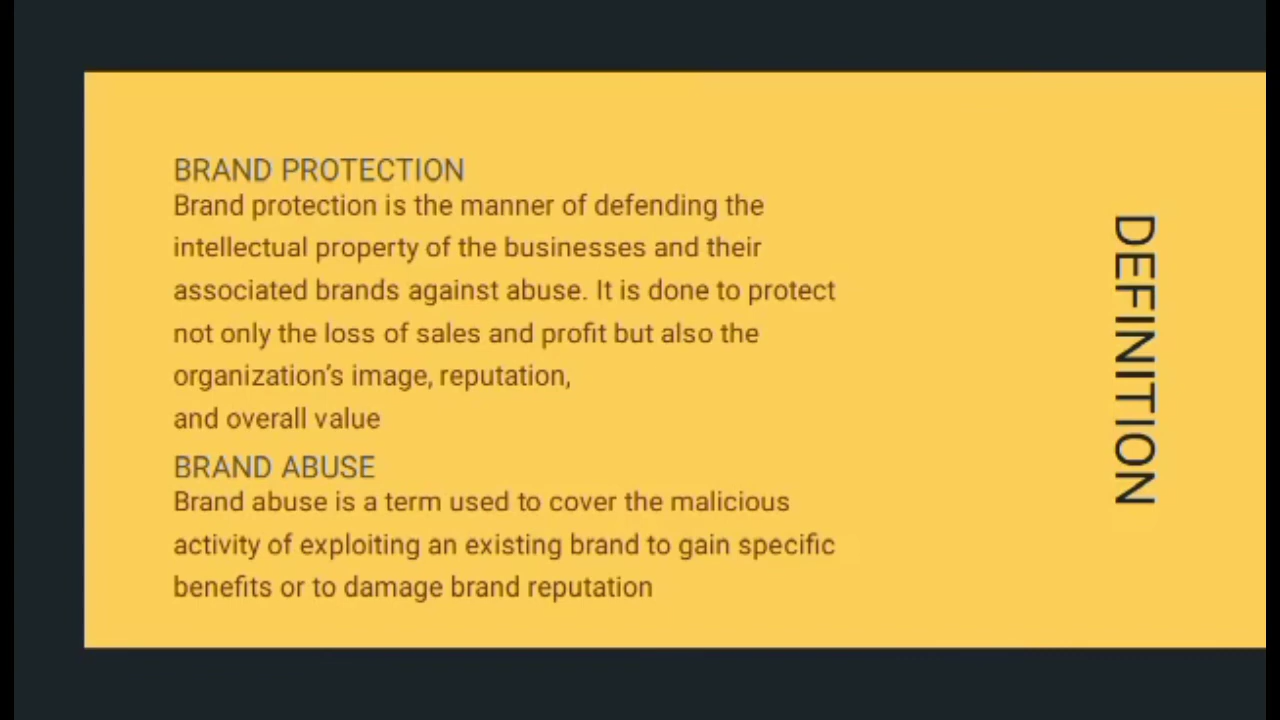 BRAND PROTECTION
Brand protection is the manner of defending the
intellectual property of the businesses and their
associated brands against abuse. It is done to protect
not only the loss of sales and profit but also the
organization’s image, reputation,
and overall value
BRAND ABUSE
Brand abuse is a term used to cover the malicious
activity of exploiting an existing brand to gain specific
benefits or to damage brand reputation
DEFINITION